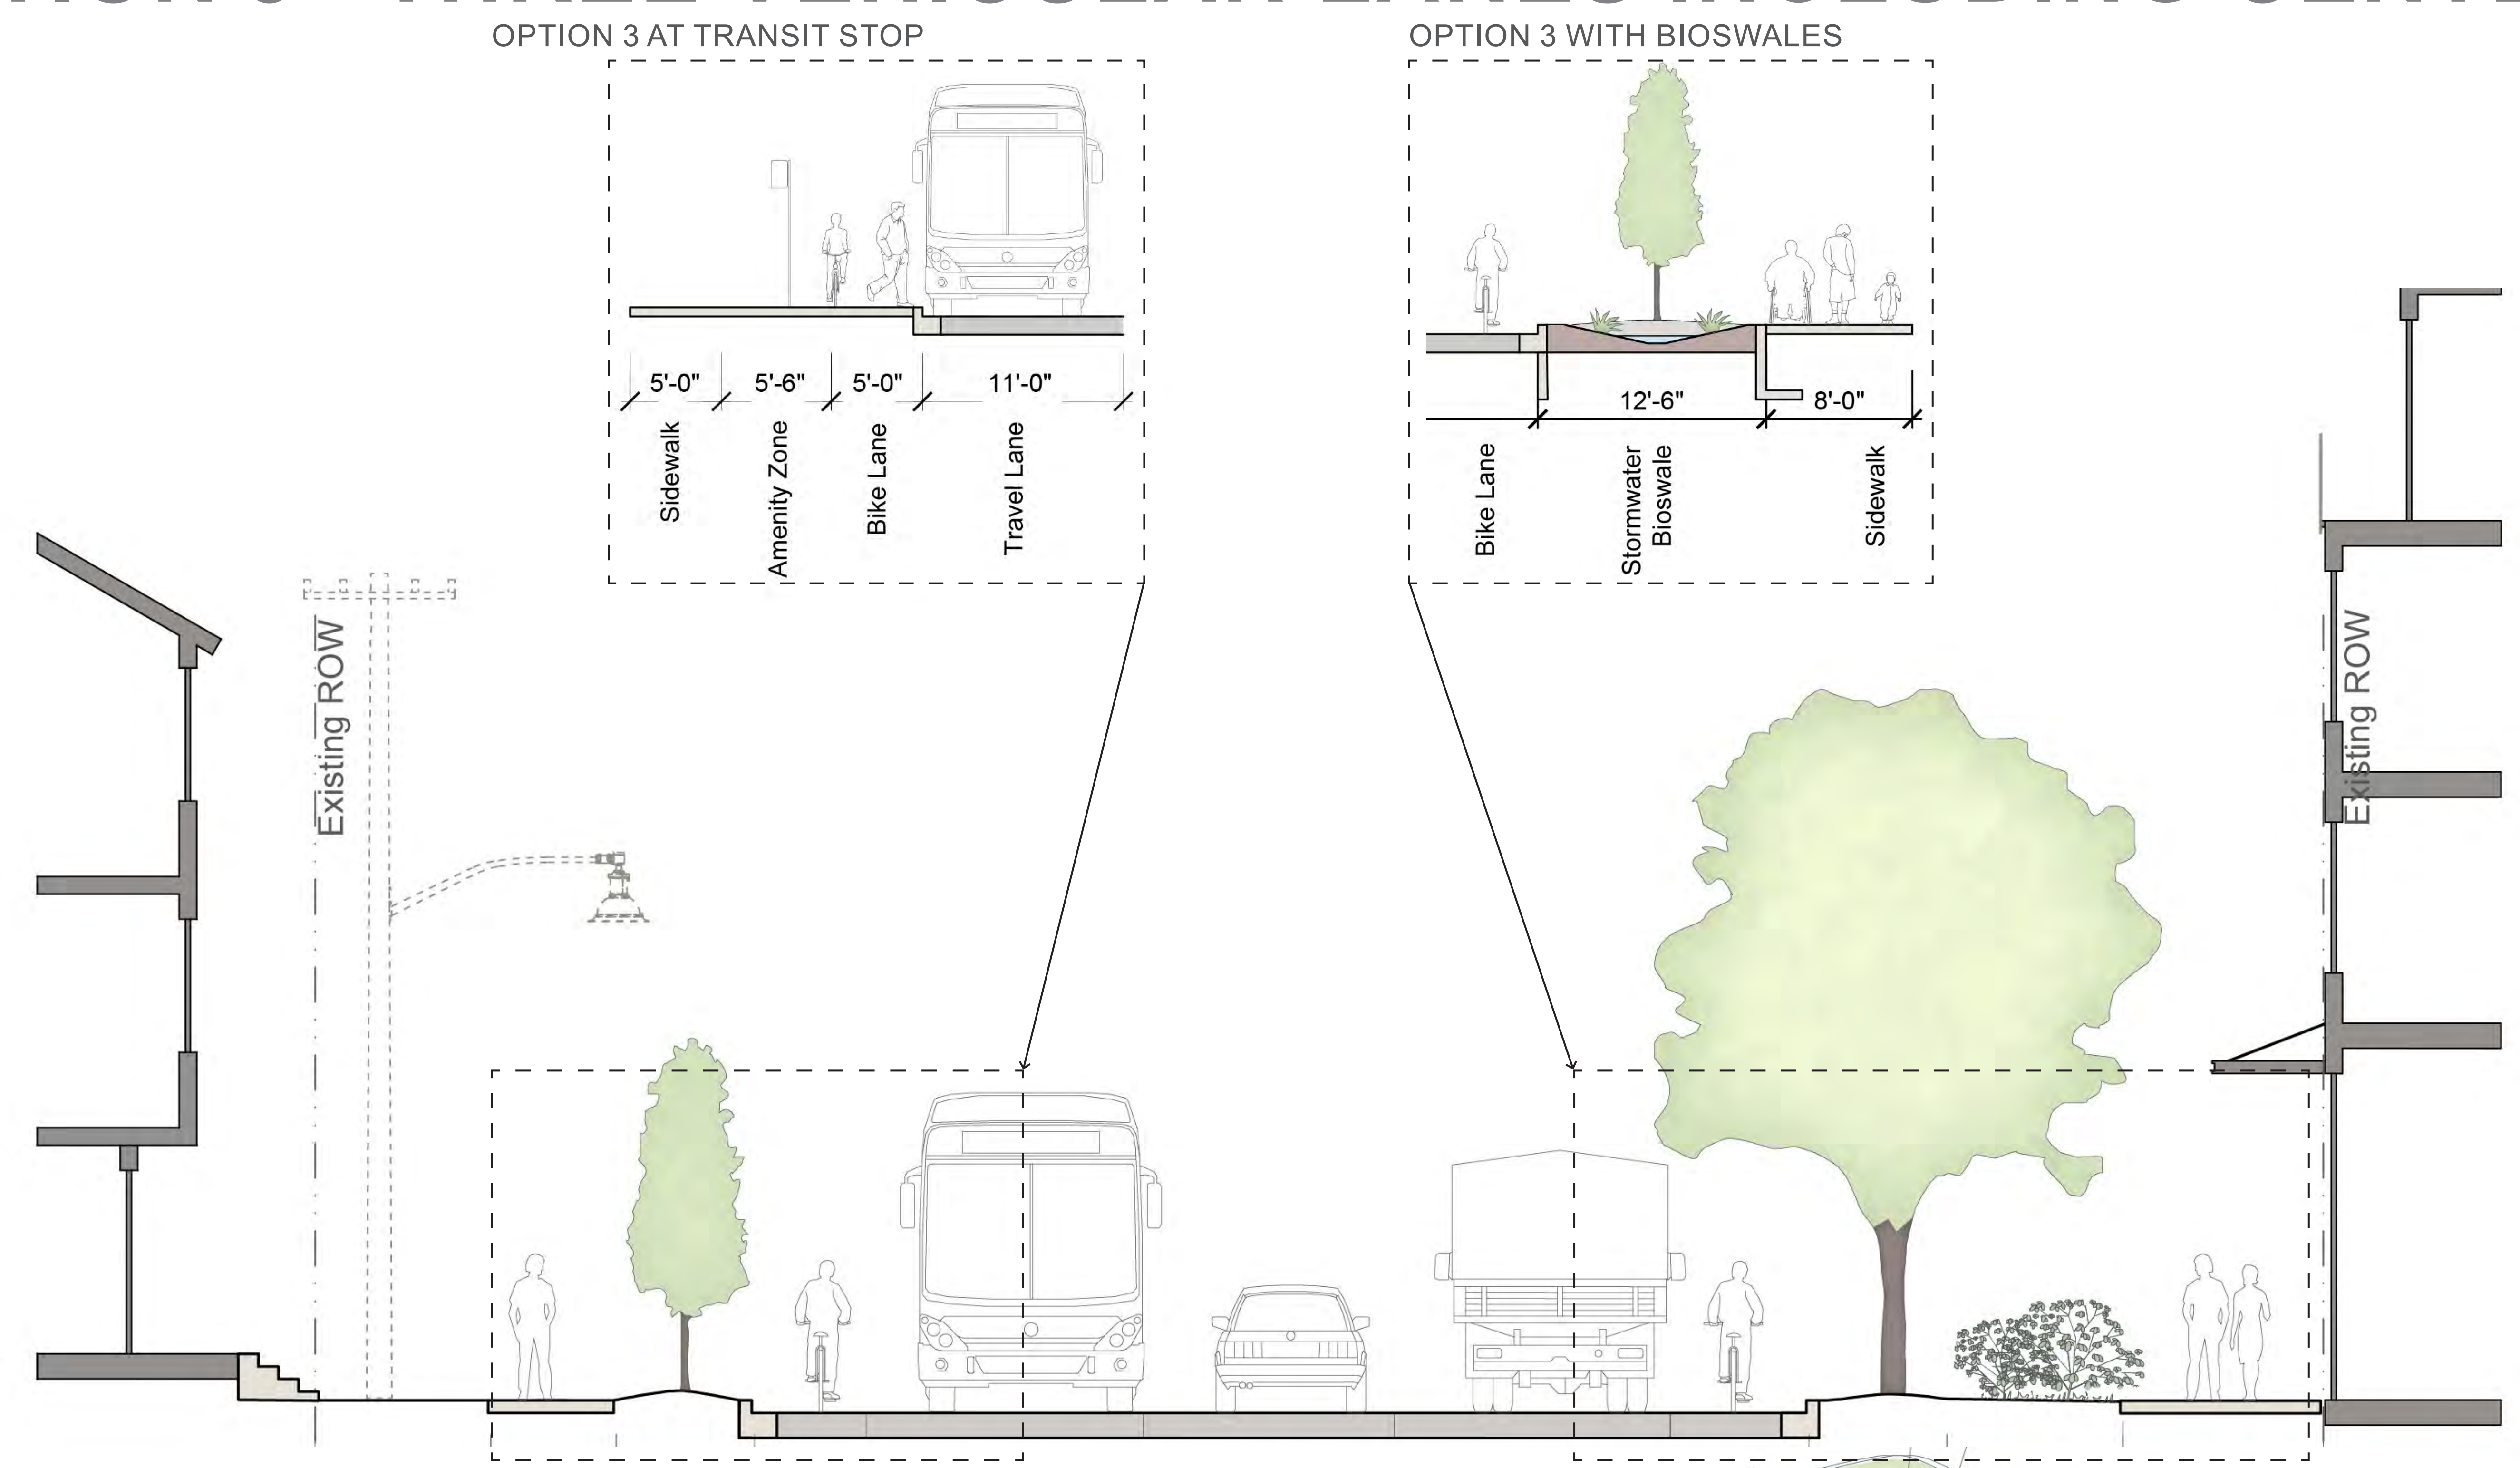 OPTION 3 AT TRANSIT STOP
OPTION 3 WITH BIOSWALES
5'-0"
5'-6"
5'-0"
11'-0"
Sidewalk
Amenity Zone
Bike Lane
Travel Lane
12'-6"
8'-0"
Bike Lane
Stormwater
Bioswale
Sidewalk
Existing ROW
Existing ROW